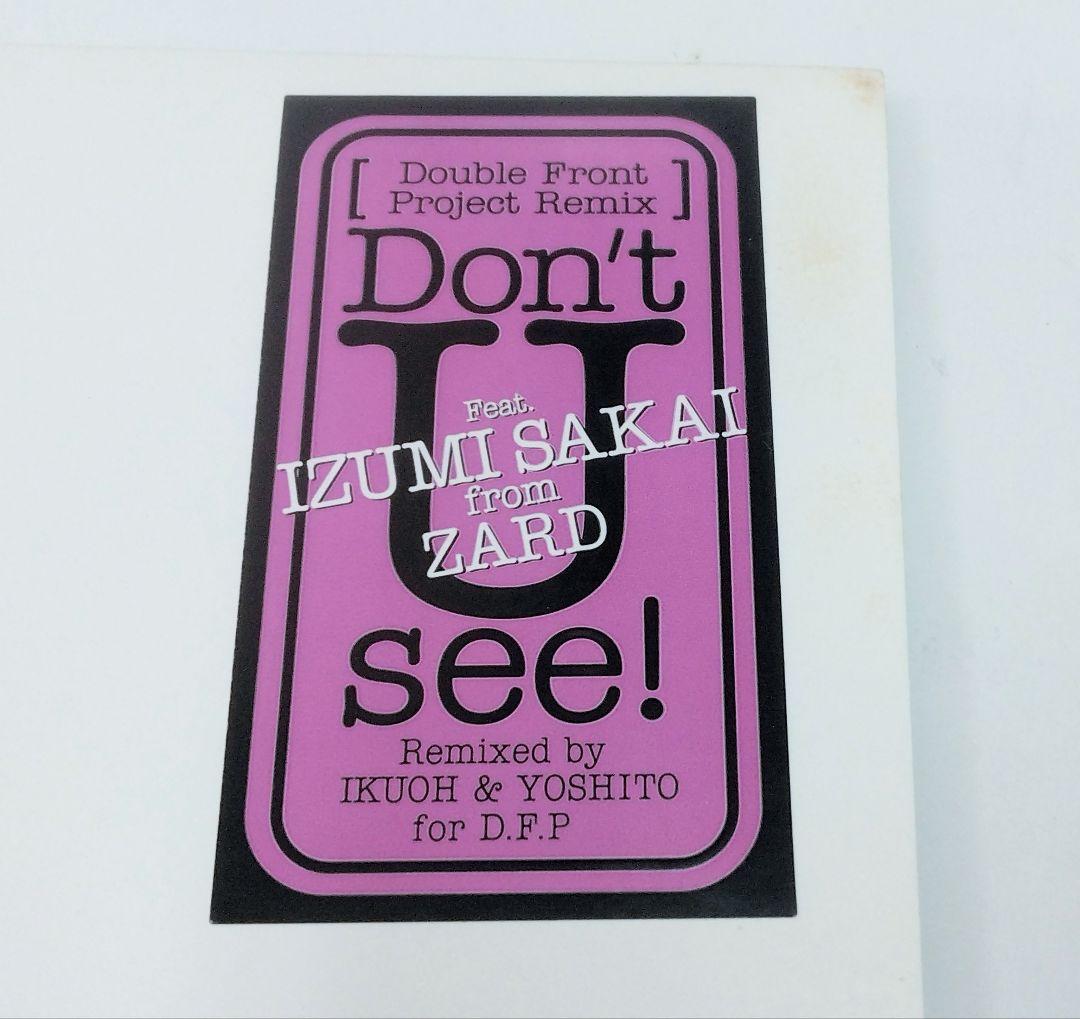 [ Double Front
Project Remix ]
Don't
U
Feat.
IZUMI SAKAI
from
ZARD
see!
Remixed by
IKUOH & YOSHITO
for D.F.P